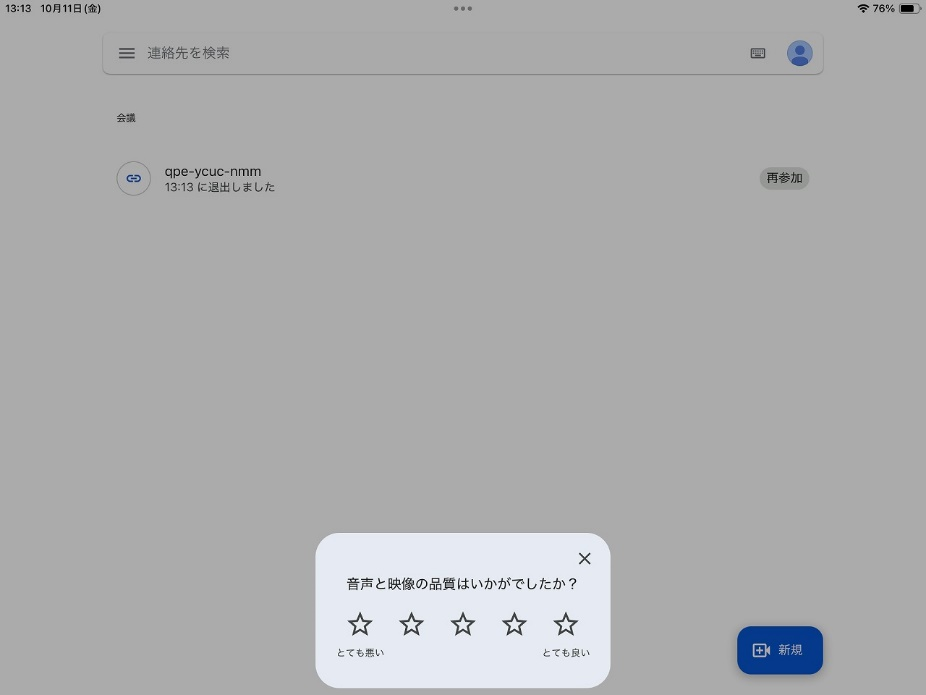 13:13 10月11日(金)
76%
連絡先を検索
会議
qpe-ycuc-nmm
13:13 に退出しました
再参加
音声と映像の品質はいかがでしたか？
とても悪い
とても良い
新規